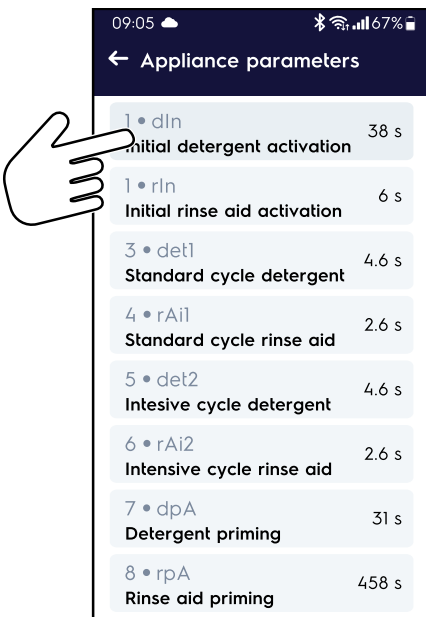 09:05 67%
← Appliance parameters
1 • dIn
Initial detergent activation 38 s
1 • rIn
Initial rinse aid activation 6 s
3 • det1
Standard cycle detergent 4.6 s
4 • rAi1
Standard cycle rinse aid 2.6 s
5 • det2
Intesive cycle detergent 4.6 s
6 • rAi2
Intensive cycle rinse aid 2.6 s
7 • dpA
Detergent priming 31 s
8 • rpA
Rinse aid priming 458 s